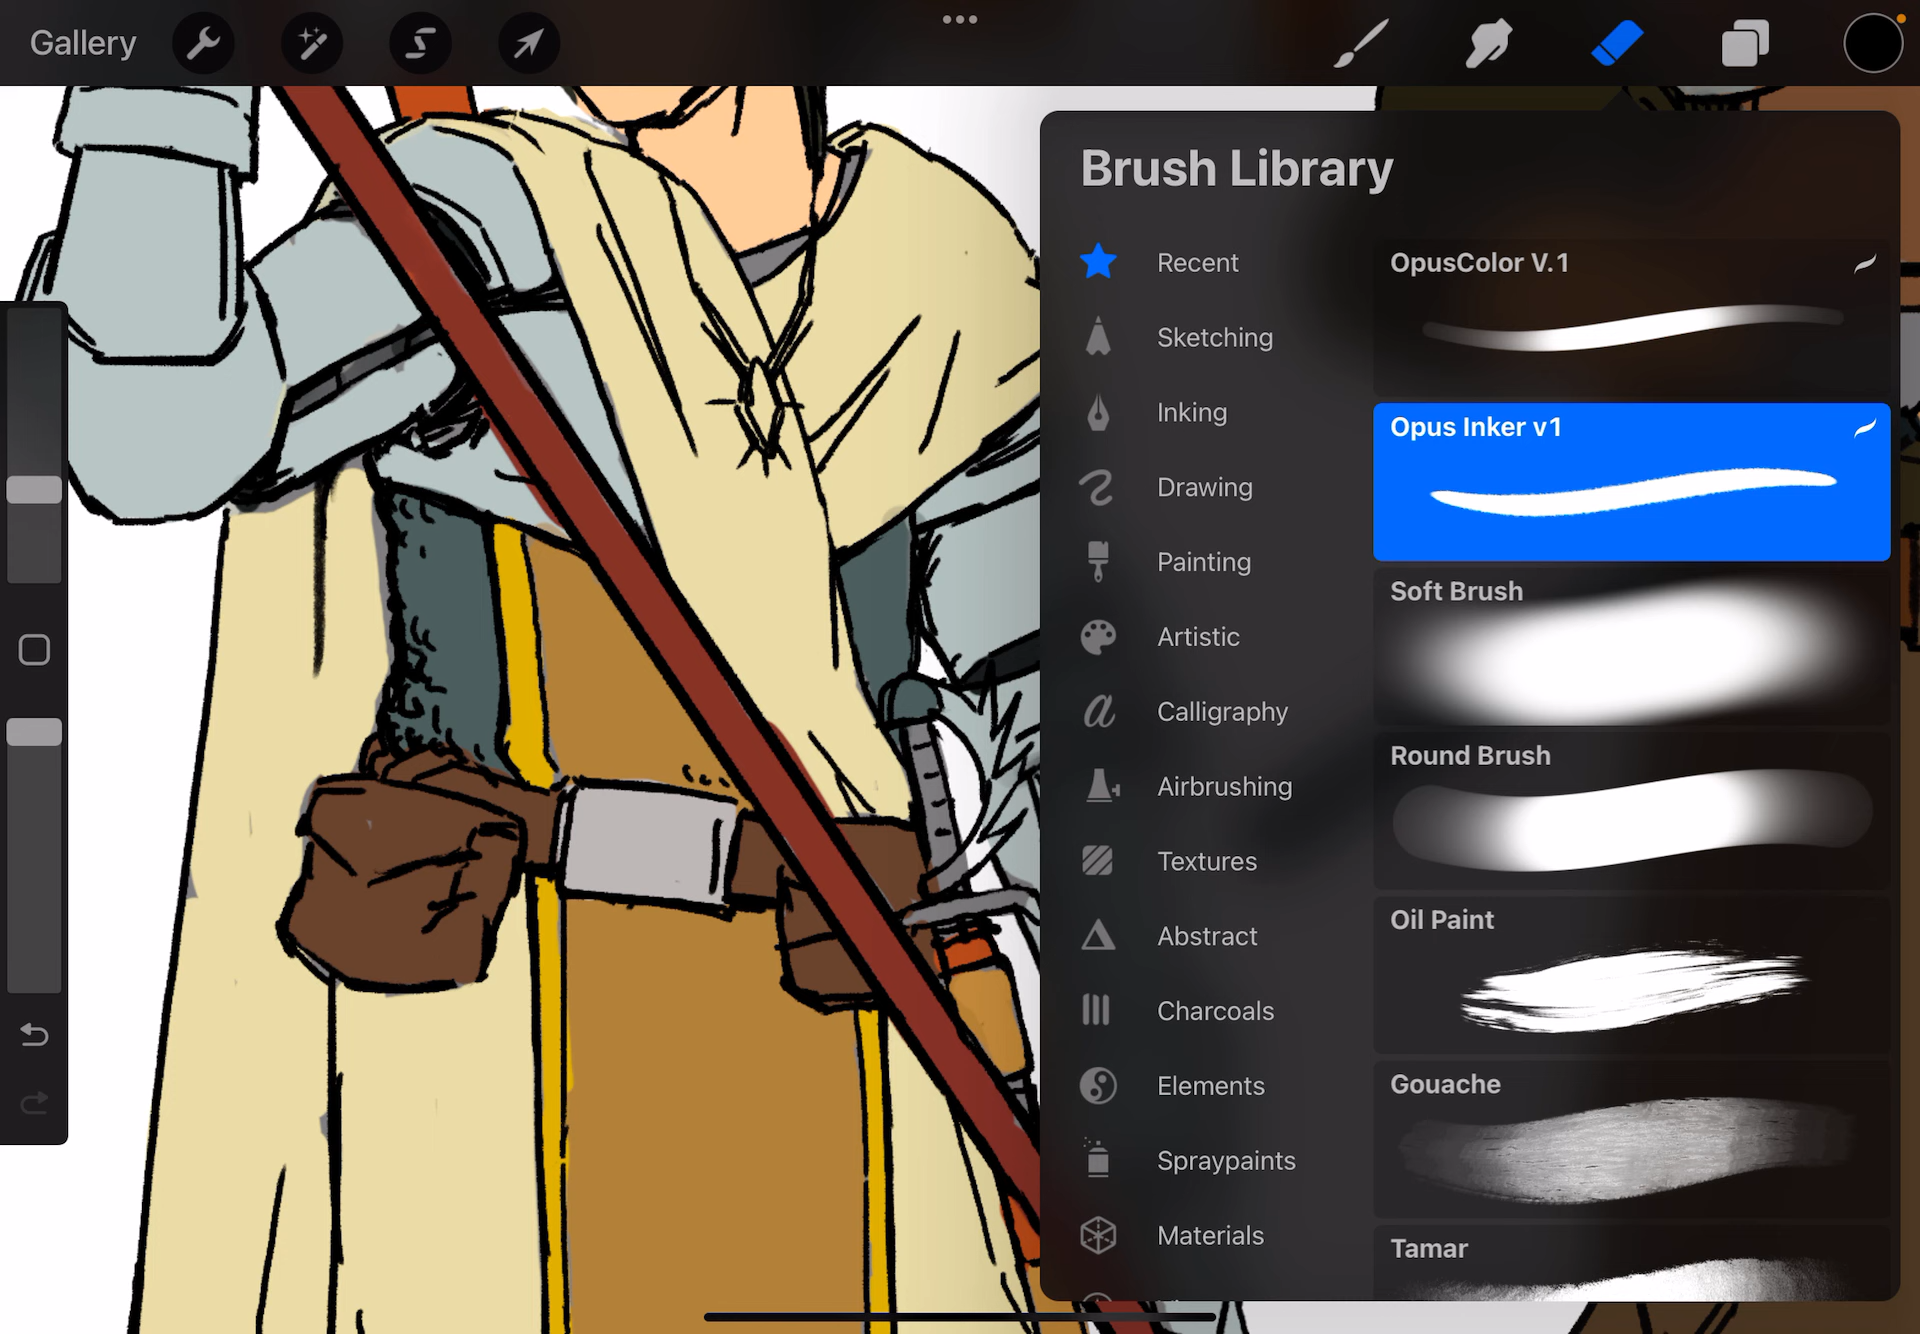 Gallery
Brush Library
Recent
Sketching
Inking
Drawing
Painting
Artistic
Calligraphy
Airbrushing
Textures
Abstract
Charcoals
Elements
Spraypaints
Materials
OpusColor V.1
Opus Inker v1
Soft Brush
Round Brush
Oil Paint
Gouache
Tamar